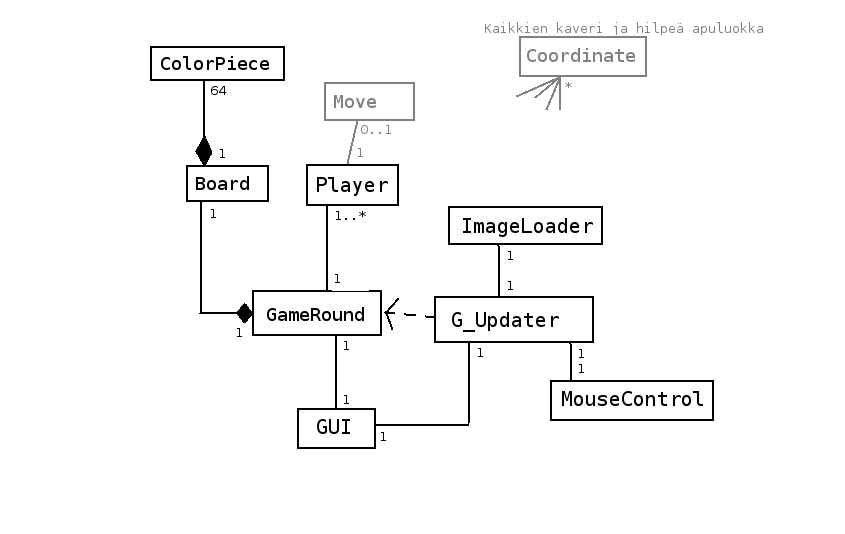 Kaikkien kaveri ja hilpeä apuluokka
Coordinate
*
ColorPiece
64
1
Move
0..1
1
Board
1
Player
1..*
1
ImageLoader
1
1
GameRound
1
1
G_Updater
1
1
1
MouseControl
1
GUI
1